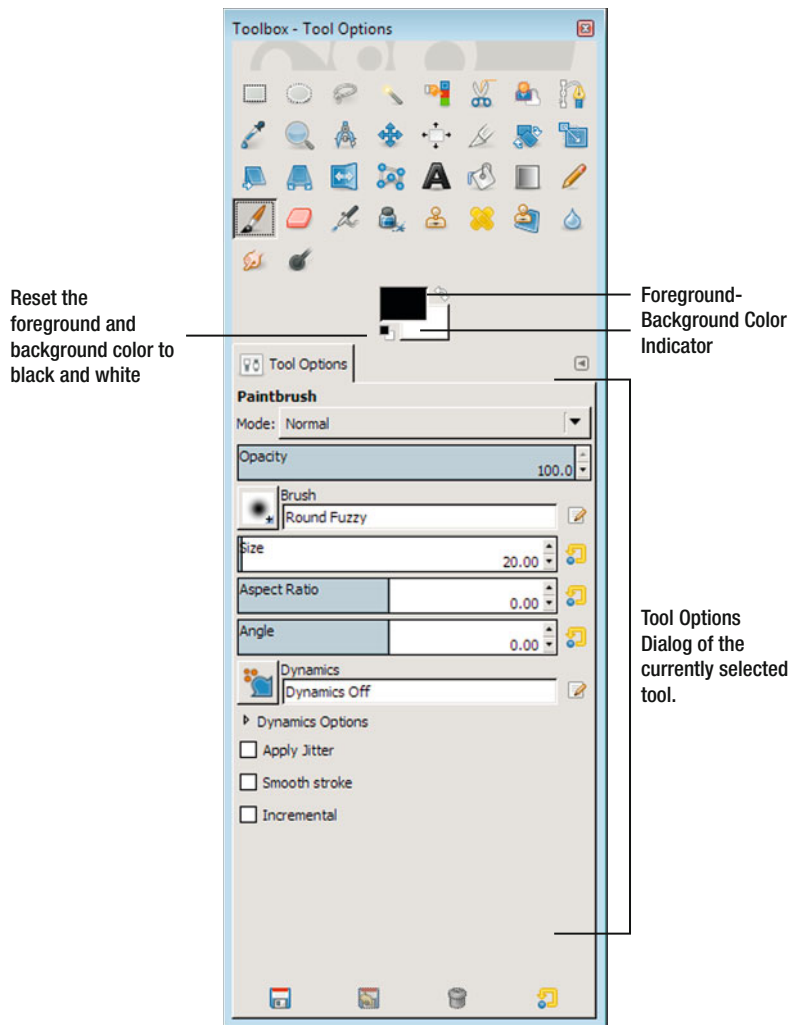 Toolbox - Tool Options
Reset the
foreground and
background color to
black and white
Foreground-
Background Color
Indicator
Tool Options
Paintbrush
Mode: Normal
Opacity
100.0
Brush
Round Fuzzy
Size
20.00
Aspect Ratio
0.00
Angle
0.00
Dynamics
Dynamics Off
Dynamics Options
Apply Jitter
Smooth stroke
Incremental
Tool Options
Dialog of the
currently selected
tool.